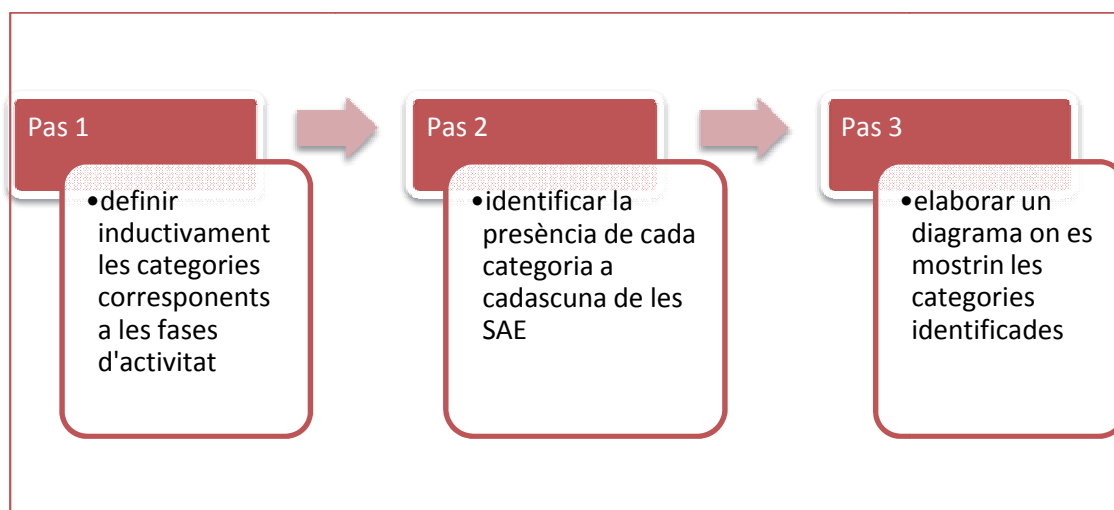 Pas 1
•definir
inductivament
les categories
corresponents
a les fases
d'activitat
Pas 2
•identificar la
presència de cada
categoria a
cadascuna de les
SAE
Pas 3
•elaborar un
diagrama on es
mostrin les
categories
identificades